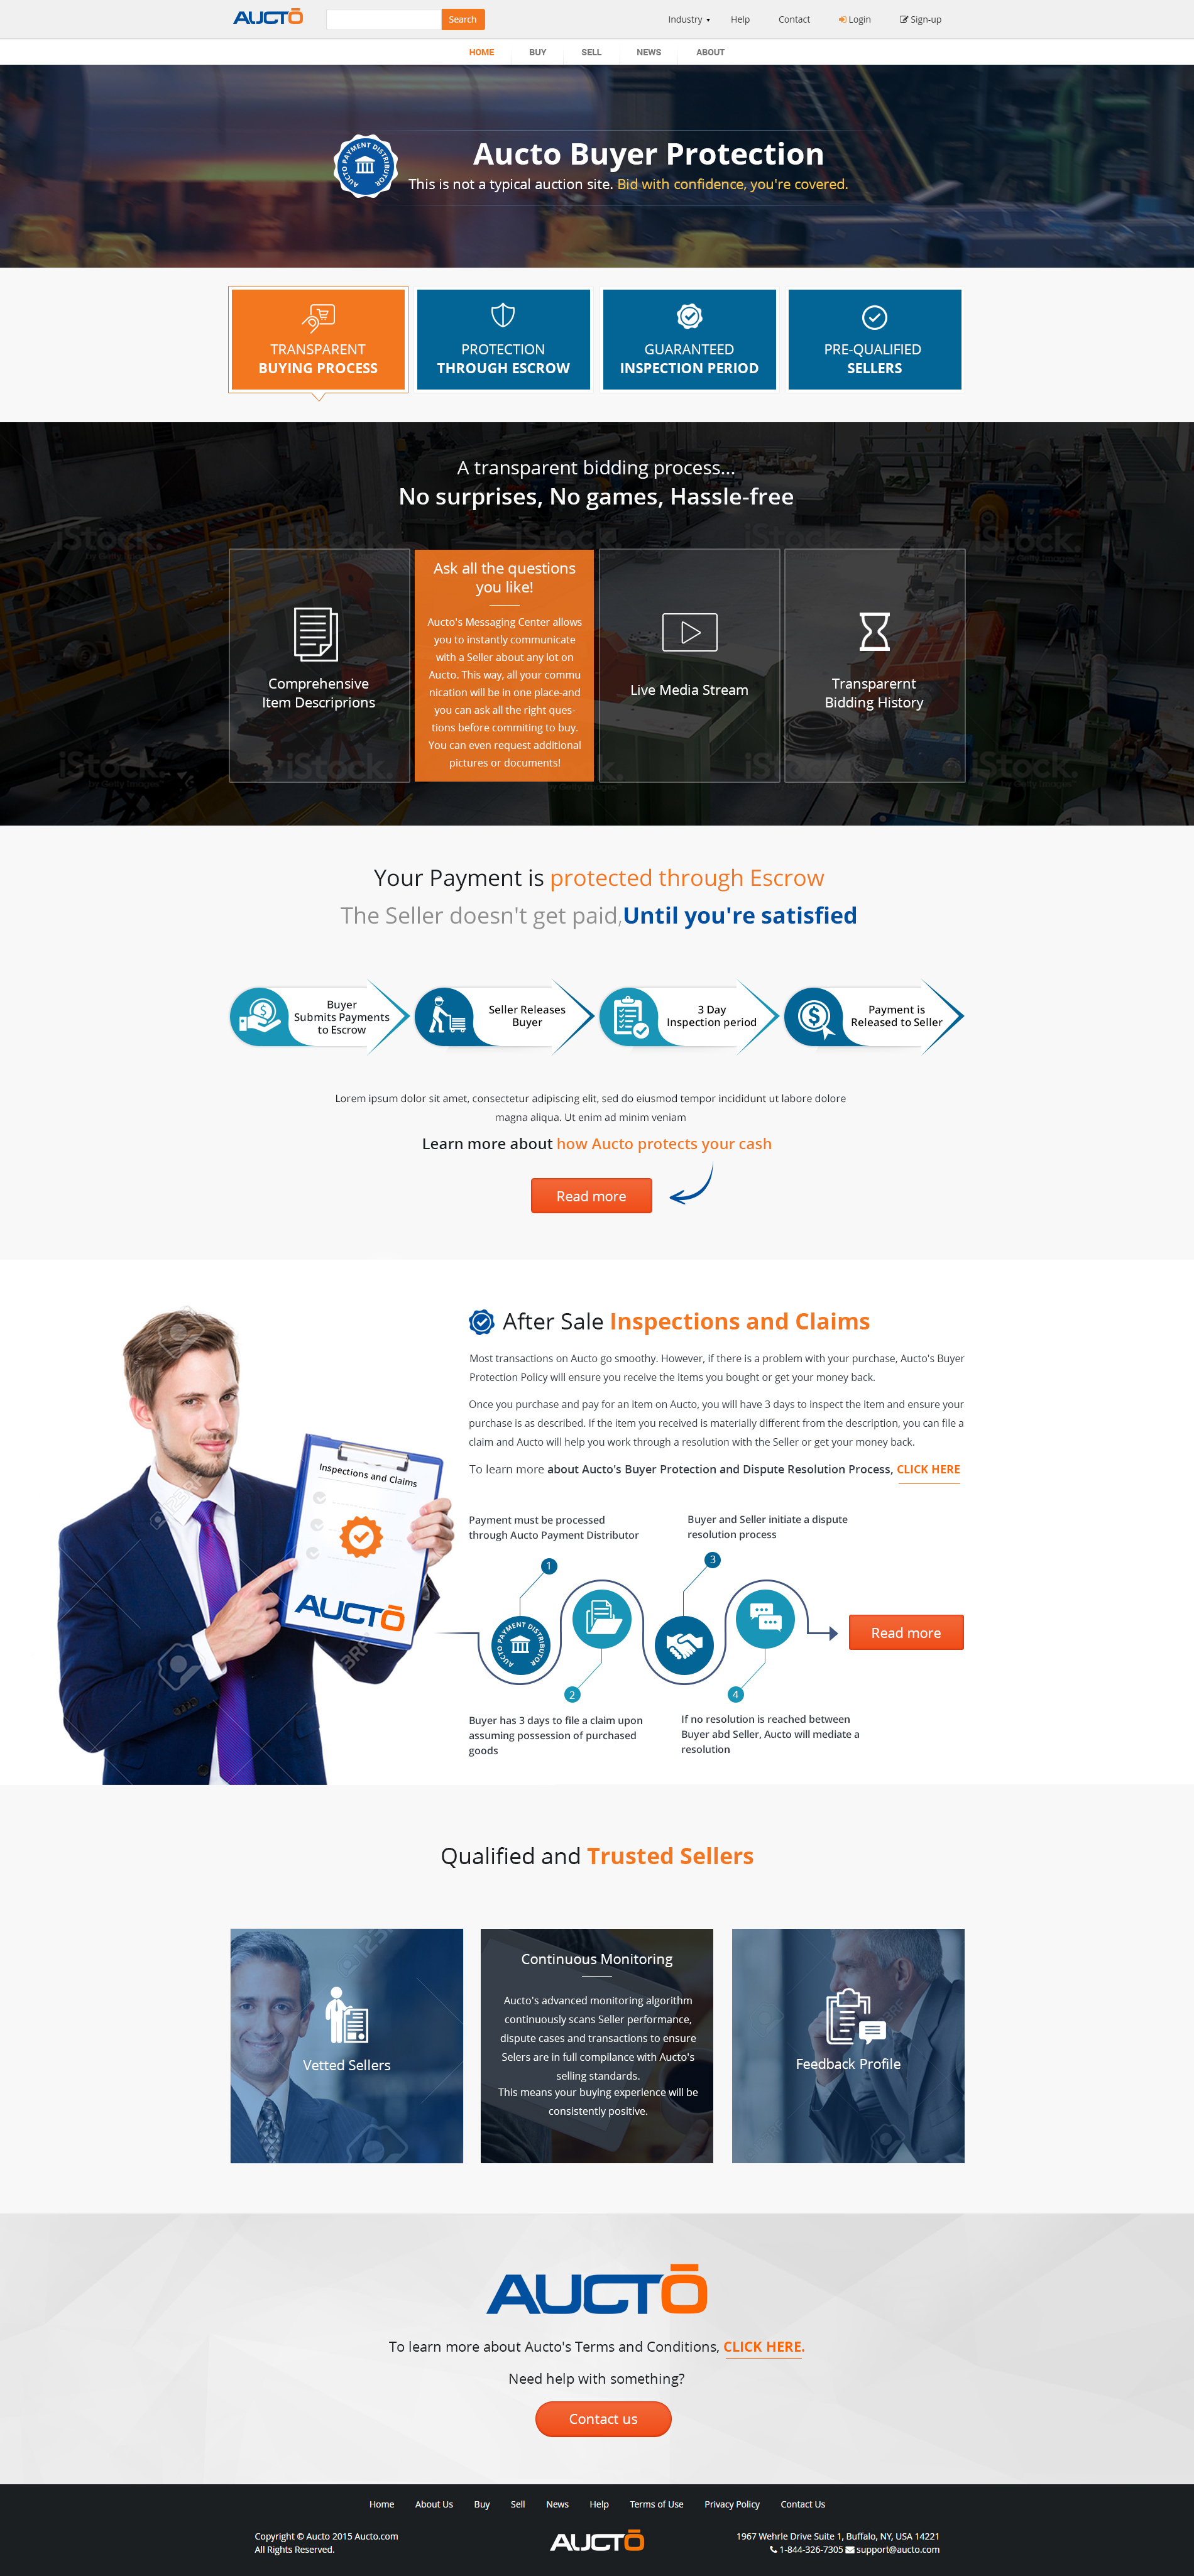 AUCTO
Search
Industry
Help
Contact
Login
Sign-up
HOME
BUY
SELL
NEWS
ABOUT
AUCTO PAYMENT DISTRIBUTOR
Aucto Buyer Protection
This is not a typical auction site. Bid with confidence, you're covered.
TRANSPARENT
BUYING PROCESS
PROTECTION
THROUGH ESCROW
GUARANTEED
INSPECTION PERIOD
PRE-QUALIFIED
SELLERS
A transparent bidding process...
No surprises, No games, Hassle-free
Comprehensive
Item Descriprions
Ask all the questions
you like!
Aucto's Messaging Center allows
you to instantly communicate
with a Seller about any lot on
Aucto. This way, all your commu
nication will be in one place-and
you can ask all the right ques-
tions before commiting to buy.
You can even request additional
pictures or documents!
Live Media Stream
Transparernt
Bidding History
iStock.
by Getty Images
Your Payment is protected through Escrow
The Seller doesn't get paid,Until you're satisfied
Buyer
Submits Payments
to Escrow
Seller Releases
Buyer
3 Day
Inspection period
Payment is
Released to Seller
Lorem ipsum dolor sit amet, consectetur adipiscing elit, sed do eiusmod tempor incididunt ut labore dolore
magna aliqua. Ut enim ad minim veniam
Learn more about how Aucto protects your cash
Read more
After Sale Inspections and Claims
Most transactions on Aucto go smoothy. However, if there is a problem with your purchase, Aucto's Buyer
Protection Policy will ensure you receive the items you bought or get your money back.
Once you purchase and pay for an item on Aucto, you will have 3 days to inspect the item and ensure your
purchase is as described. If the item you received is materially different from the description, you can file a
claim and Aucto will help you work through a resolution with the Seller or get your money back.
To learn more about Aucto's Buyer Protection and Dispute Resolution Process, CLICK HERE
Inspections and Claims
AUCTO
Payment must be processed
through Aucto Payment Distributor
Buyer and Seller initiate a dispute
resolution process
1
3
AUCTO PAYMENT DISTRIBUTOR
2
4
Read more
Buyer has 3 days to file a claim upon
assuming possession of purchased
goods
If no resolution is reached between
Buyer abd Seller, Aucto will mediate a
resolution
Qualified and Trusted Sellers
Vetted Sellers
Continuous Monitoring
Aucto's advanced monitoring algorithm
continuously scans Seller performance,
dispute cases and transactions to ensure
Selers are in full compilance with Aucto's
selling standards.
This means your buying experience will be
consistently positive.
Feedback Profile
AUCTO
To learn more about Aucto's Terms and Conditions, CLICK HERE.
Need help with something?
Contact us
Home
About Us
Buy
Sell
News
Help
Terms of Use
Privacy Policy
Contact Us
Copyright © Aucto 2015 Aucto.com
All Rights Reserved.
AUCTO
1967 Wehrle Drive Suite 1, Buffalo, NY, USA 14221
1-844-326-7305 support@aucto.com